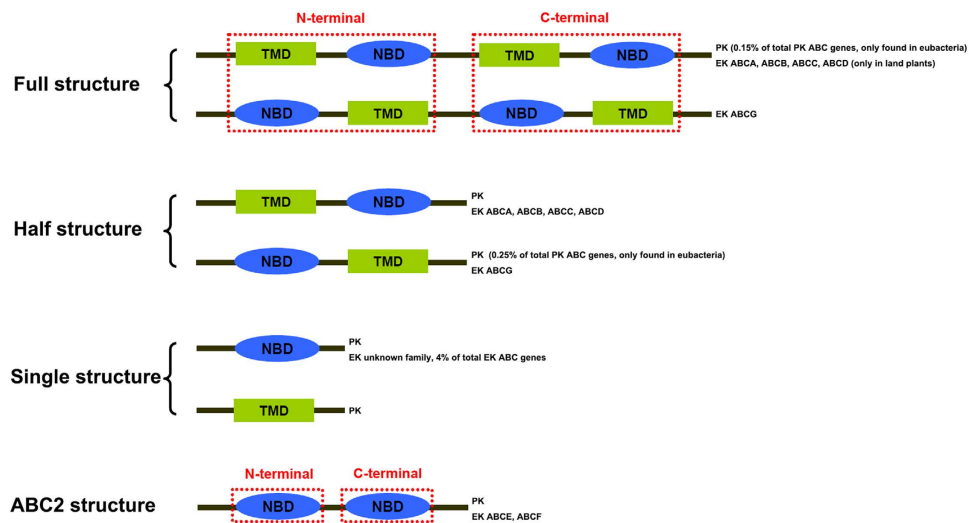 N-terminal C-terminal
TMD NBD TMD NBD
PK (0.15% of total PK ABC genes, only found in eubacteria)
EK ABCA, ABCB, ABCC, ABCD (only in land plants)
Full structure
NBD TMD NBD TMD
EK ABCG
TMD NBD
PK
EK ABCA, ABCB, ABCC, ABCD
Half structure
NBD TMD
PK (0.25% of total PK ABC genes, only found in eubacteria)
EK ABCG
NBD
PK
EK unknown family, 4% of total EK ABC genes
Single structure
TMD
PK
N-terminal C-terminal
ABC2 structure
NBD NBD
PK
EK ABCE, ABCF